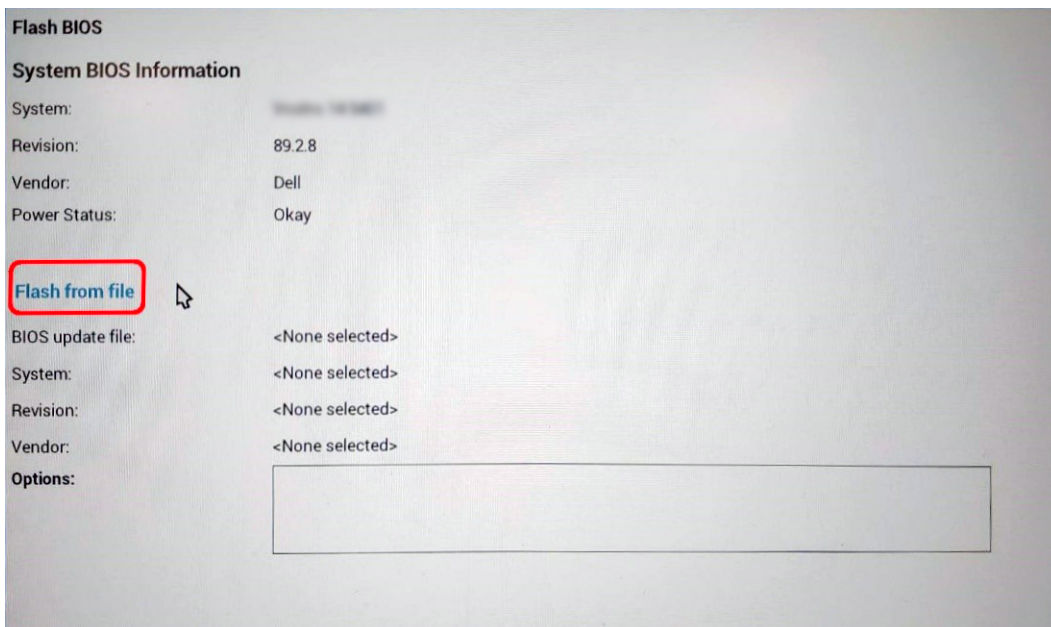 Flash BIOS
System BIOS Information
System:
Revision: 89.2.8
Vendor: Dell
Power Status: Okay
Flash from file
BIOS update file: <None selected>
System: <None selected>
Revision: <None selected>
Vendor: <None selected>
Options: